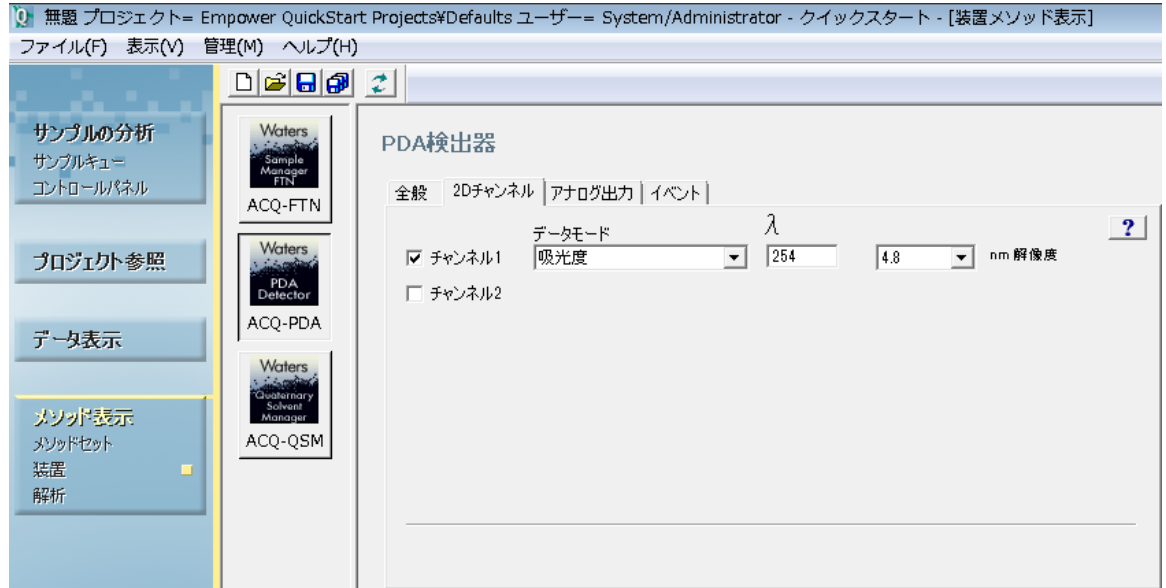 無題 プロジェクト= Empower QuickStart Projects¥Defaults ユーザー= System/Administrator - クイックスタート - [装置メソッド表示]
ファイル(F) 表示(V) 管理(M) ヘルプ(H)
サンプルの分析
サンプルキュー
コントロールパネル
プロジェクト参照
データ表示
メソッド表示
メソッドセット
装置
解析
Waters
Sample
Manager
FTN
ACQ-FTN
Waters
PDA
Detector
ACQ-PDA
Waters
Quaternary
Solvent
Manager
ACQ-QSM
PDA検出器
全般 2Dチャンネル アナログ出力 イベント
?
データモード λ
チャンネル1 吸光度 254 4.8 nm 解像度
チャンネル2